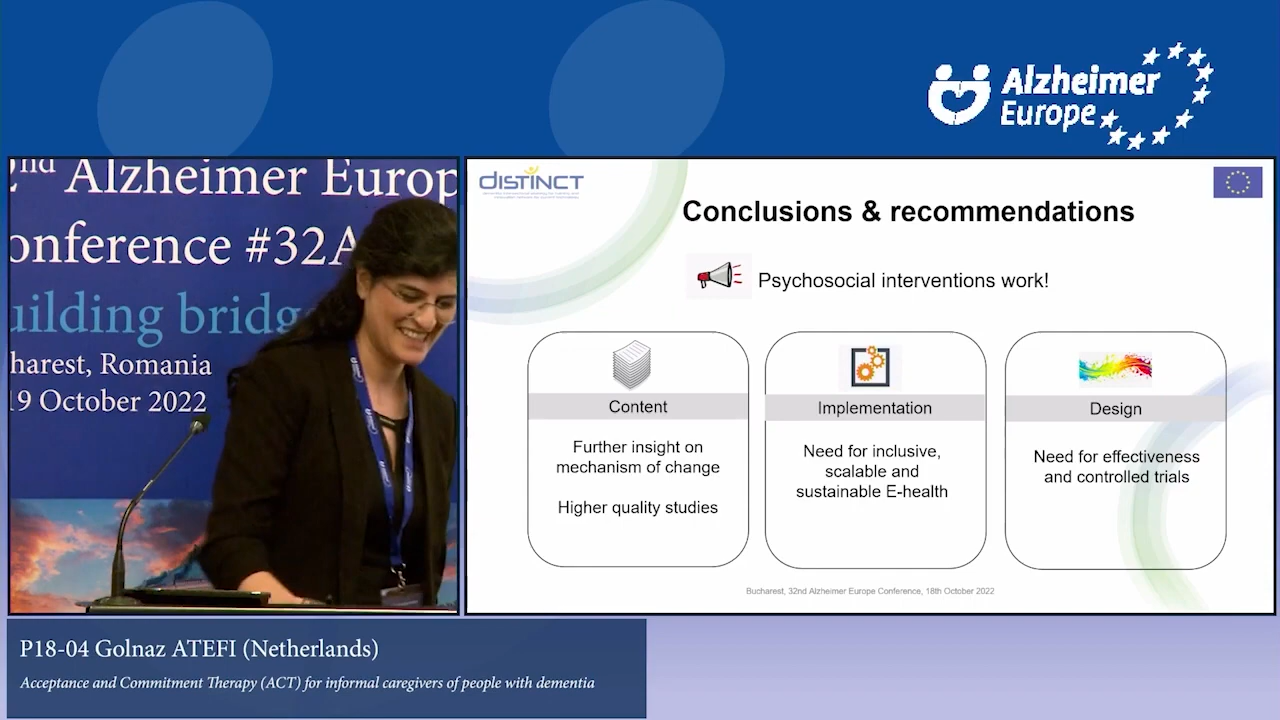 Alzheimer
Europe
2nd Alzheimer Europ
onference #32A
uilding bridg
harest, Romania
19 October 2022
DISTINCT
Conclusions & recommendations
Psychosocial interventions work!
Content
Further insight on
mechanism of change
Higher quality studies
Implementation
Need for inclusive,
scalable and
sustainable E-health
Design
Need for effectiveness
and controlled trials
Bucharest, 32nd Alzheimer Europe Conference, 18th October 2022
P18-04 Golnaz ATEFI (Netherlands)
Acceptance and Commitment Therapy (ACT) for informal caregivers of people with dementia